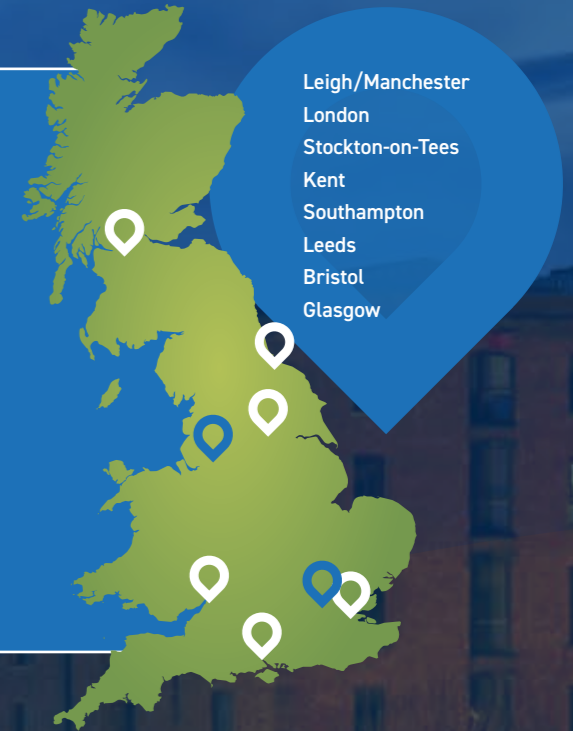 Leigh/Manchester
London
Stockton-on-Tees
Kent
Southampton
Leeds
Bristol
Glasgow